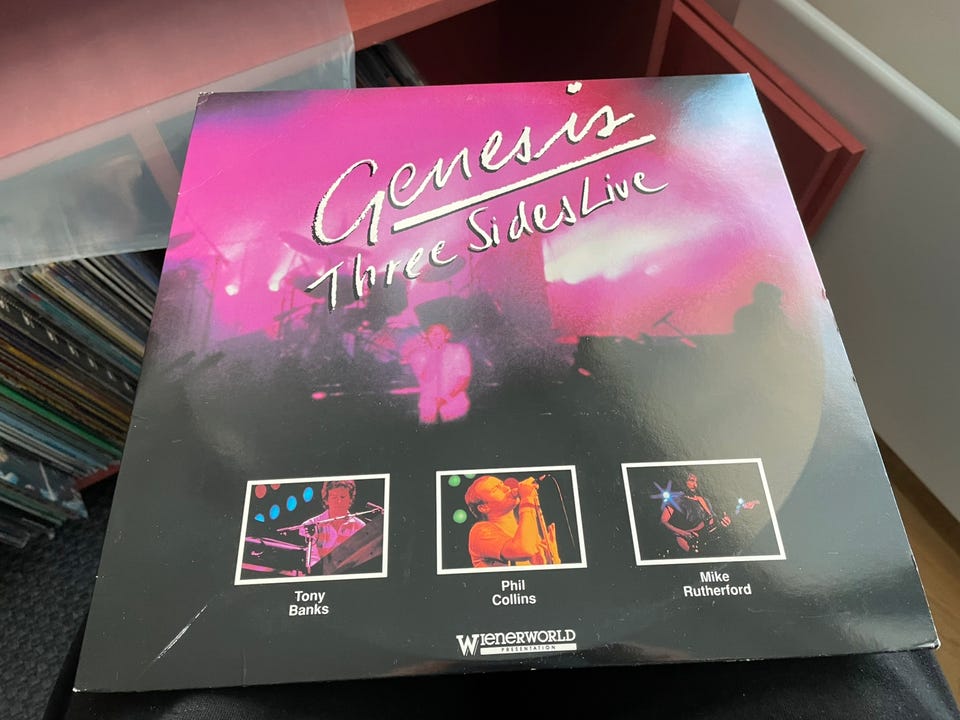 Genesis
Three Sides Live
Tony
Banks
Phil
Collins
Mike
Rutherford
WIENERWORLD
PRESENTATION